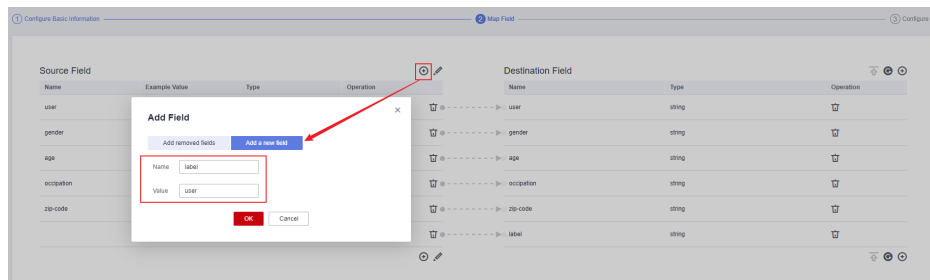 1 Configure Basic Information
2 Map Field
3 Configure
Source Field
Destination Field
Name Example Value Type Operation
Name Type Operation
user
user string
gender
gender string
age
age string
occipation
occipation string
zip-code
zip-code string
label string
Add Field
Add removed fields Add a new field
Name label
Value user
OK Cancel